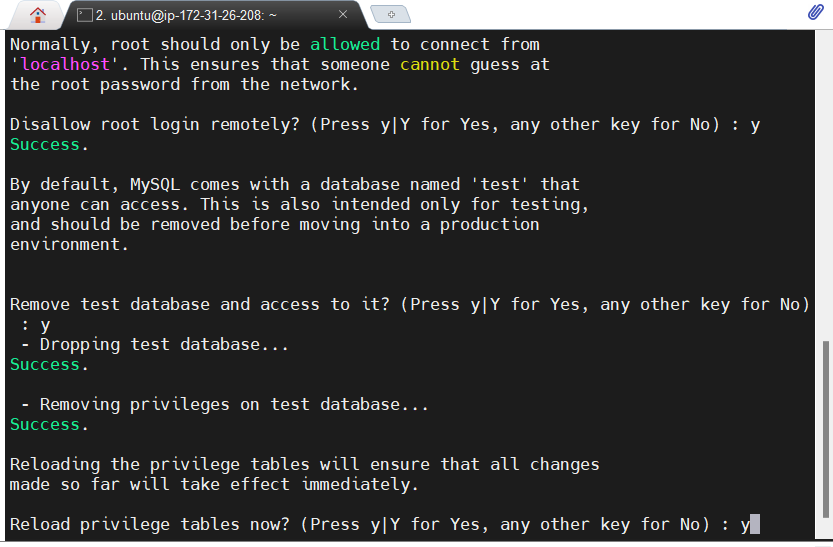 2. ubuntu@ip-172-31-26-208: ~
Normally, root should only be allowed to connect from
'localhost'. This ensures that someone cannot guess at
the root password from the network.
Disallow root login remotely? (Press y|Y for Yes, any other key for No) : y
Success.
By default, MySQL comes with a database named 'test' that
anyone can access. This is also intended only for testing,
and should be removed before moving into a production
environment.
Remove test database and access to it? (Press y|Y for Yes, any other key for No)
 : y
 - Dropping test database...
Success.
 - Removing privileges on test database...
Success.
Reloading the privilege tables will ensure that all changes
made so far will take effect immediately.
Reload privilege tables now? (Press y|Y for Yes, any other key for No) : y